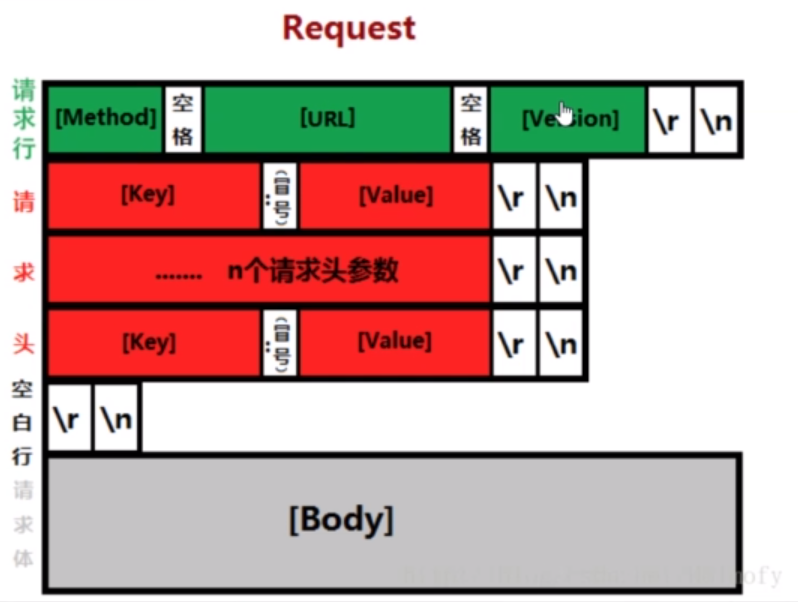 Request
请求行 [Method] 空格 [URL] 空格 [Version] \r \n
请 [Key] :(冒号) [Value] \r \n
求 ....... n个请求头参数 \r \n
头 [Key] :(冒号) [Value] \r \n
空白行 \r \n
请求体 [Body]